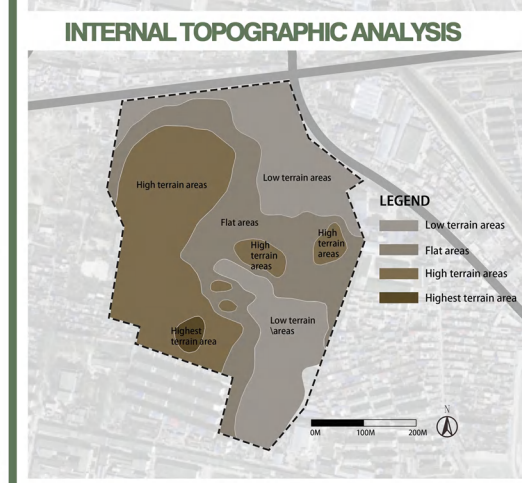 INTERNAL TOPOGRAPHIC ANALYSIS
High terrain areas
Low terrain areas
Flat areas
High
terrain
areas
High
terrain
areas
Low terrain
\areas
Highest
terrain area
LEGEND
Low terrain areas
Flat areas
High terrain areas
Highest terrain area
N
0M 100M 200M